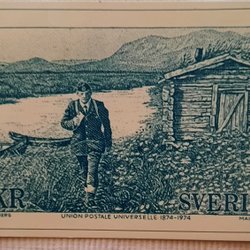 KR SVERI
UNION POSTALE UNIVERSELLE 1874-1974